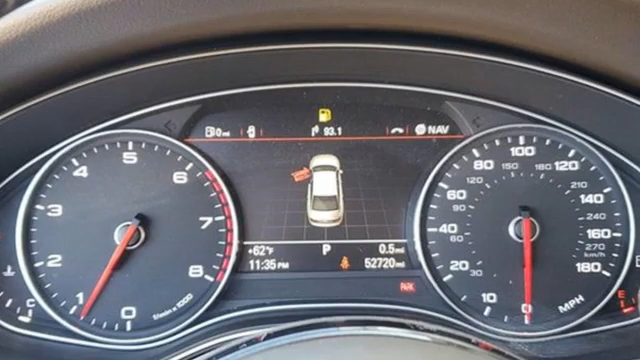 0 mi 93.1 NAV
5
4 6
3
2 7
1 8
0
1/min x 1000
C
+62°F P 0.5 mi
11:35 PM 52720 mi
PARK
100
80 150 120
120 180
60 90 210 140
40 60 240 160
20 30 270 180
km/h
10 0 MPH
E